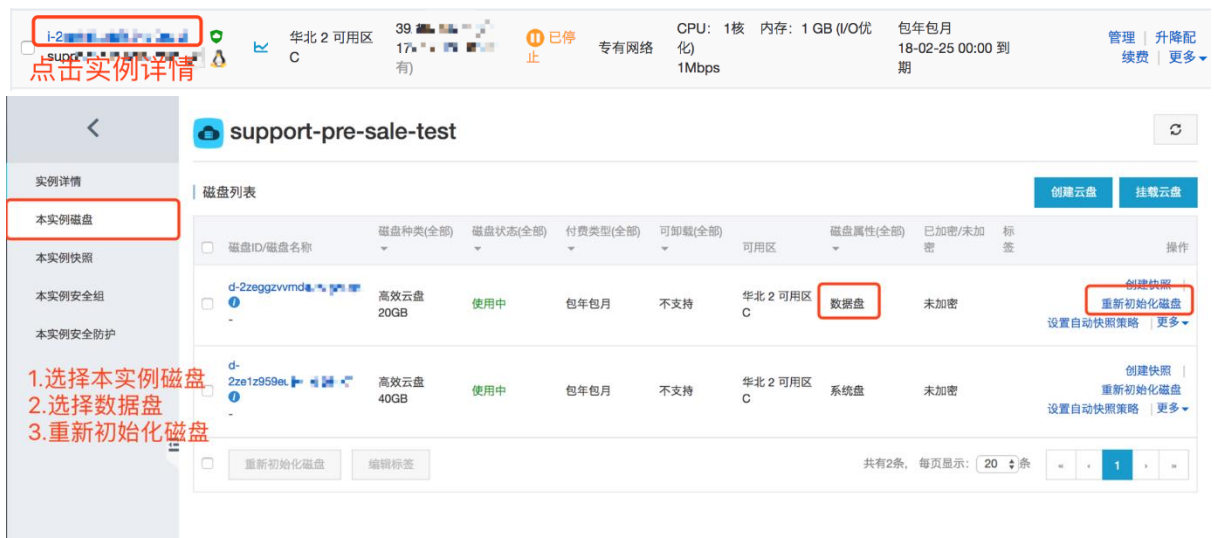 i-2
supp
点击实例详情
华北 2 可用区
C
39.
17
有)
已停
止
专有网络
CPU: 1核 内存: 1 GB (I/O优
化)
1Mbps
包年包月
18-02-25 00:00 到
期
管理 | 升降配
续费 | 更多
support-pre-sale-test
实例详情
本实例磁盘
本实例快照
本实例安全组
本实例安全防护
1.选择本实例磁盘
2.选择数据盘
3.重新初始化磁盘
磁盘列表
创建云盘 挂载云盘
磁盘ID/磁盘名称 磁盘种类(全部) 磁盘状态(全部) 付费类型(全部) 可卸载(全部) 可用区 磁盘属性(全部) 已加密/未加
密 标
签 操作
d-2zeggzvvmd
-
高效云盘
20GB
使用中
包年包月
不支持
华北 2 可用区
C
数据盘
未加密
创建快照 |
重新初始化磁盘
设置自动快照策略 | 更多
d-
2ze1z959eu
-
高效云盘
40GB
使用中
包年包月
不支持
华北 2 可用区
C
系统盘
未加密
创建快照 |
重新初始化磁盘
设置自动快照策略 | 更多
重新初始化磁盘 编辑标签
共有2条, 每页显示: 20 条 « ‹ 1 › »